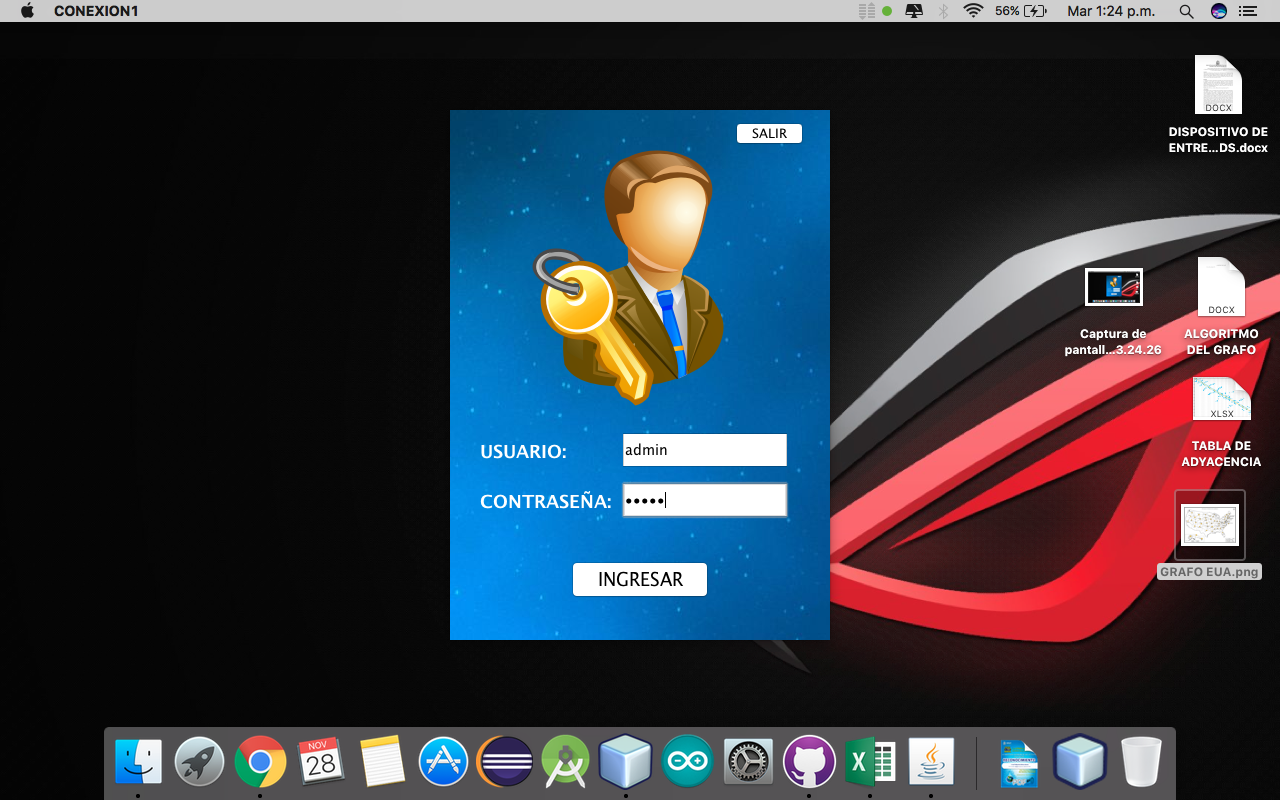 CONEXION1
56%
Mar 1:24 p.m.
SALIR
USUARIO:
admin
CONTRASEÑA:
•••••
INGRESAR
DOCX
DISPOSITIVO DE
ENTRE...DS.docx
Captura de
pantall...3.24.26
DOCX
ALGORITMO
DEL GRAFO
XLSX
TABLA DE
ADYACENCIA
GRAFO EUA.png
NOV
28